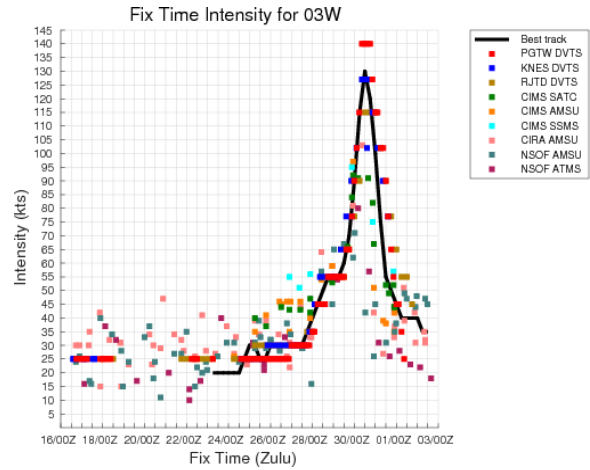 Fix Time Intensity for 03W
Intensity (kts)
145
140
135
130
125
120
115
110
105
100
95
90
85
80
75
70
65
60
55
50
45
40
35
30
25
20
15
10
5
16/00Z 18/00Z 20/00Z 22/00Z 24/00Z 26/00Z 28/00Z 30/00Z 01/00Z 03/00Z
Fix Time (Zulu)
Best track
PGTW DVTS
KNES DVTS
RJTD DVTS
CIMS SATC
CIMS AMSU
CIMS SSMS
CIRA AMSU
NSOF AMSU
NSOF ATMS